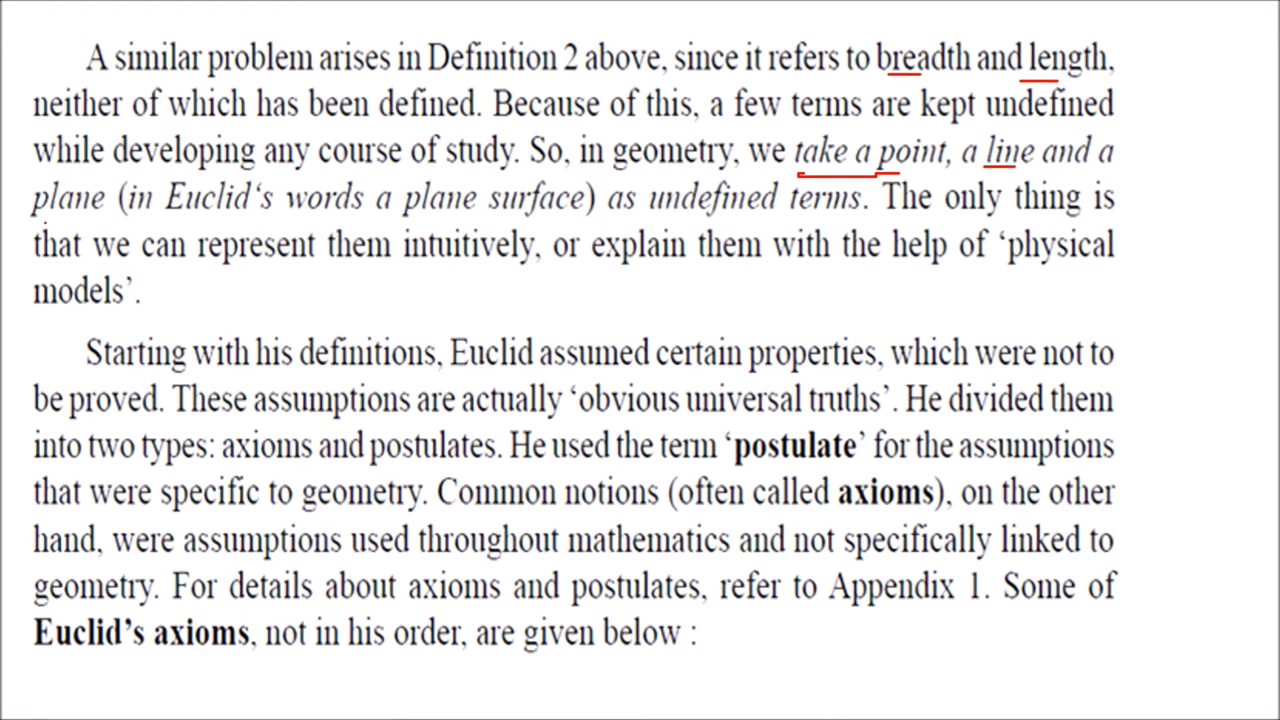 A similar problem arises in Definition 2 above, since it refers to breadth and length,
neither of which has been defined. Because of this, a few terms are kept undefined
while developing any course of study. So, in geometry, we take a point, a line and a
plane (in Euclid‘s words a plane surface) as undefined terms. The only thing is
that we can represent them intuitively, or explain them with the help of ‘physical
models’.
Starting with his definitions, Euclid assumed certain properties, which were not to
be proved. These assumptions are actually ‘obvious universal truths’. He divided them
into two types: axioms and postulates. He used the term ‘postulate’ for the assumptions
that were specific to geometry. Common notions (often called axioms), on the other
hand, were assumptions used throughout mathematics and not specifically linked to
geometry. For details about axioms and postulates, refer to Appendix 1. Some of
Euclid’s axioms, not in his order, are given below :